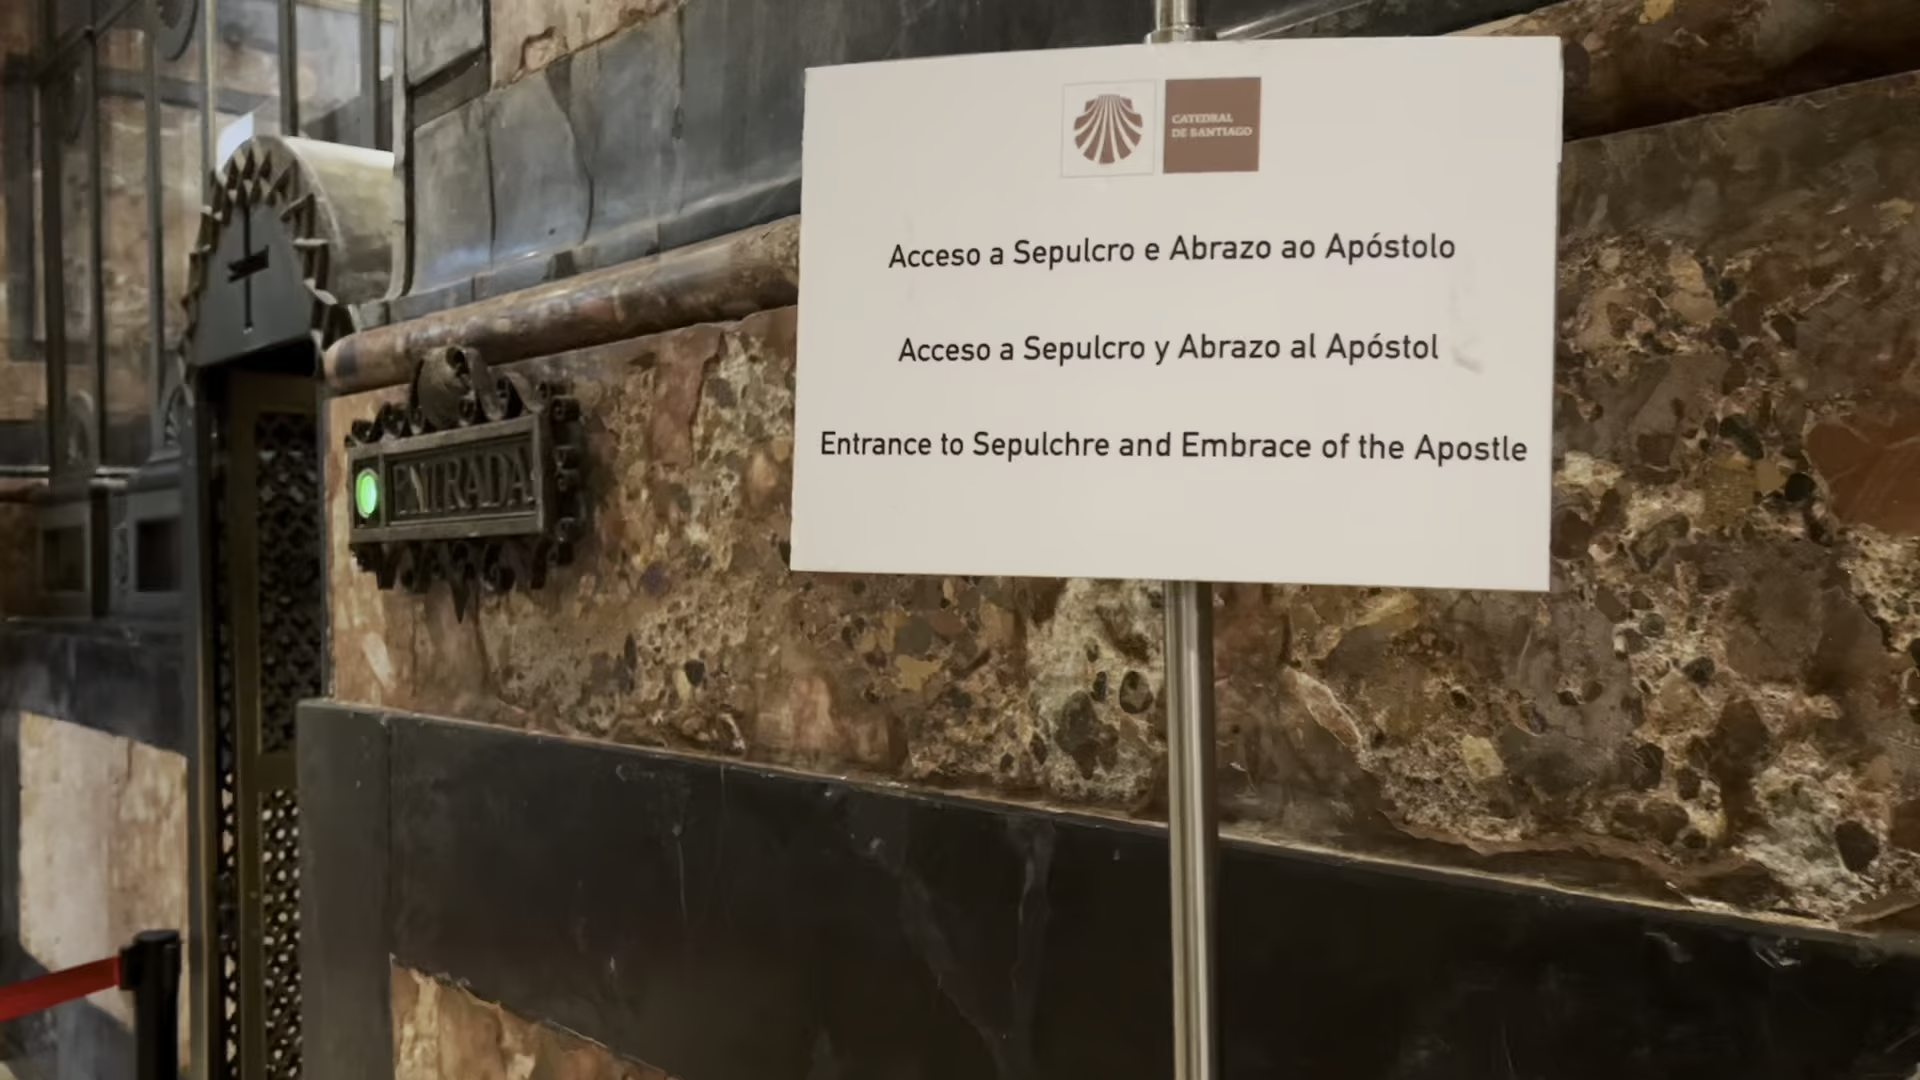 CATEDRAL
DE SANTIAGO
Acceso a Sepulcro e Abrazo ao Apóstolo
Acceso a Sepulcro y Abrazo al Apóstol
Entrance to Sepulchre and Embrace of the Apostle
ENTRADA